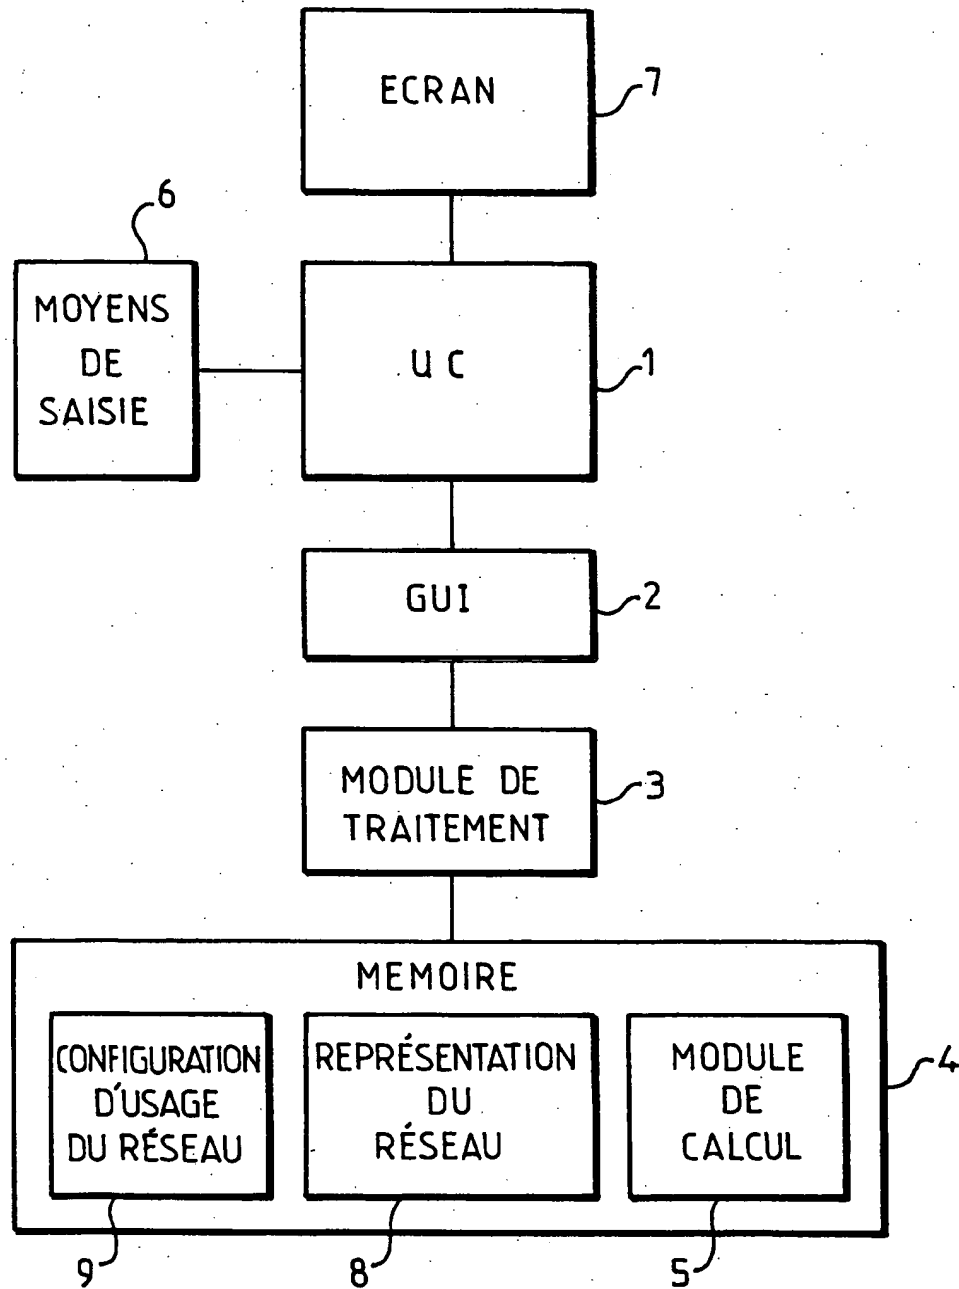 ECRAN
7
6
MOYENS
DE
SAISIE
UC
1
GUI
2
MODULE DE
TRAITEMENT
3
MEMOIRE
CONFIGURATION
D'USAGE
DU RÉSEAU
REPRÉSENTATION
DU
RÉSEAU
MODULE
DE
CALCUL
4
9
8
5